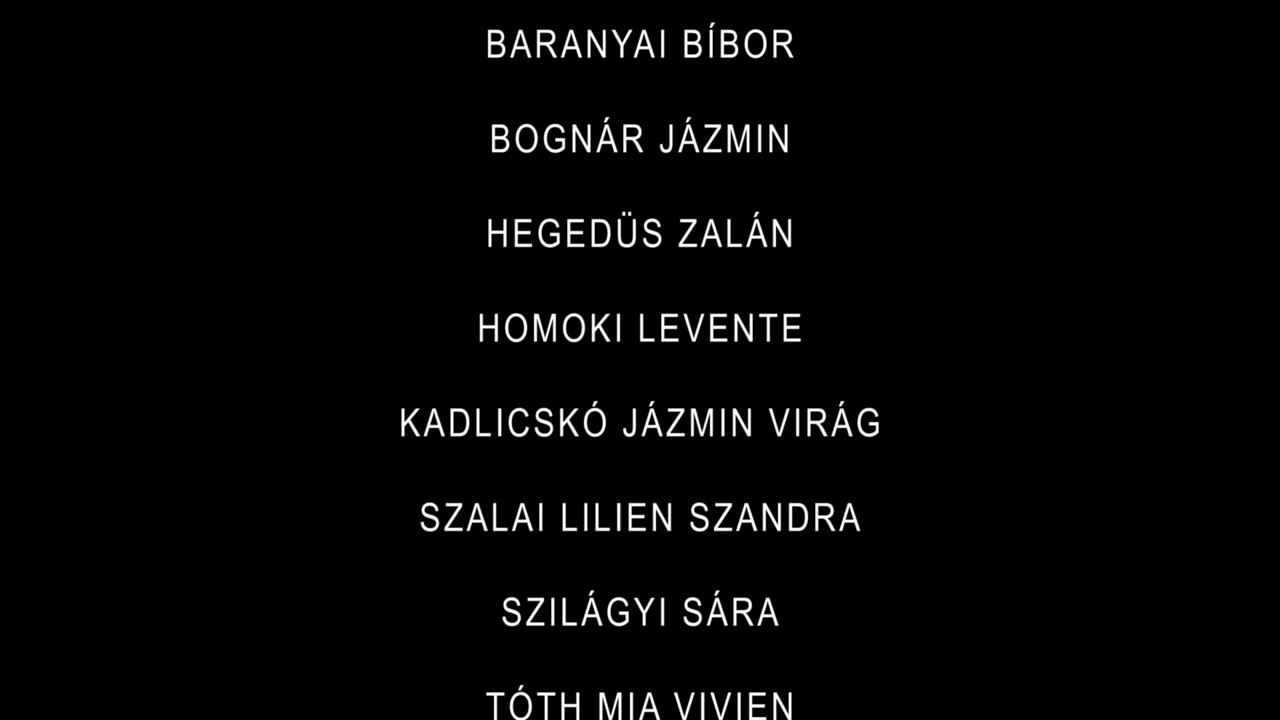 BARANYAI BÍBOR
BOGNÁR JÁZMIN
HEGEDÜS ZALÁN
HOMOKI LEVENTE
KADLICSKÓ JÁZMIN VIRÁG
SZALAI LILIEN SZANDRA
SZILÁGYI SÁRA
TÓTH MIA VIVIEN